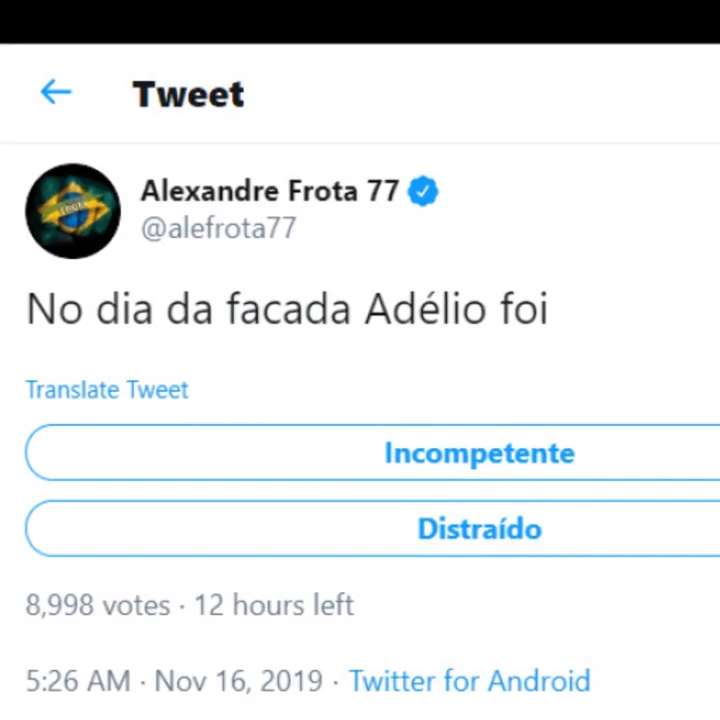 Tweet
Alexandre Frota 77
@alefrota77
No dia da facada Adélio foi
Translate Tweet
Incompetente
Distraído
8,998 votes · 12 hours left
5:26 AM · Nov 16, 2019 · Twitter for Android